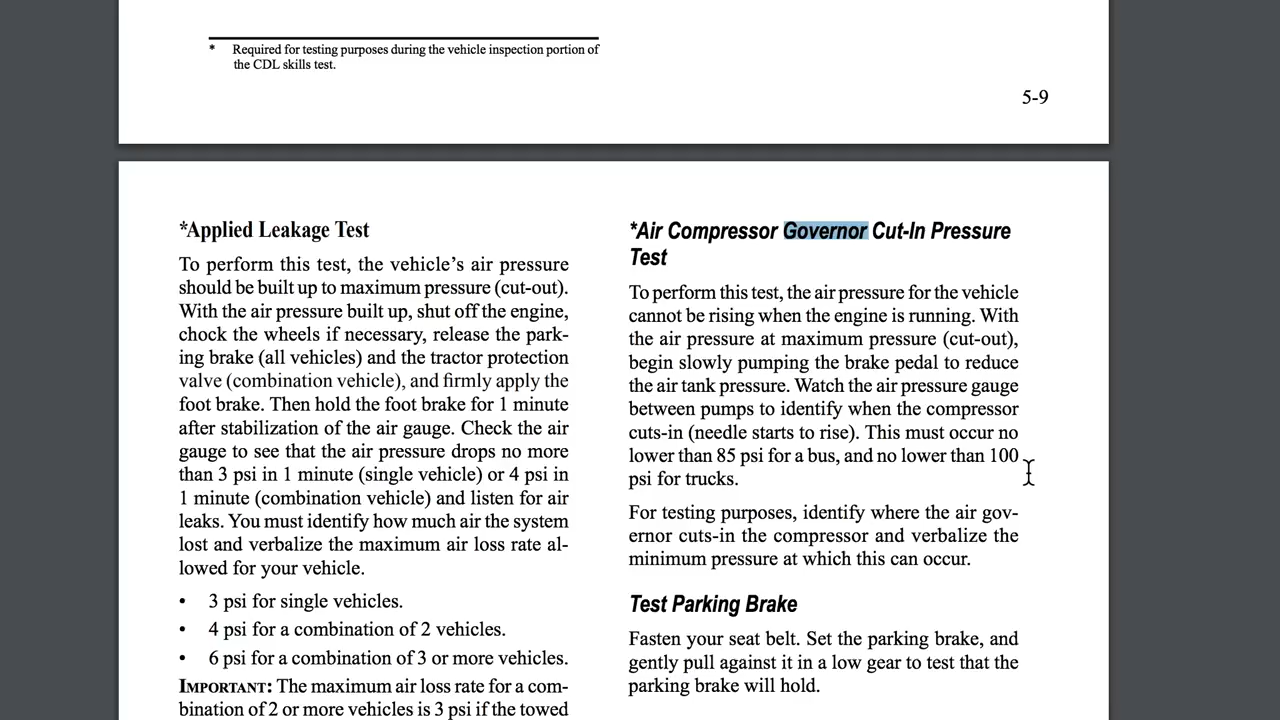 * Required for testing purposes during the vehicle inspection portion of
the CDL skills test.
5-9
*Applied Leakage Test
To perform this test, the vehicle’s air pressure
should be built up to maximum pressure (cut-out).
With the air pressure built up, shut off the engine,
chock the wheels if necessary, release the park-
ing brake (all vehicles) and the tractor protection
valve (combination vehicle), and firmly apply the
foot brake. Then hold the foot brake for 1 minute
after stabilization of the air gauge. Check the air
gauge to see that the air pressure drops no more
than 3 psi in 1 minute (single vehicle) or 4 psi in
1 minute (combination vehicle) and listen for air
leaks. You must identify how much air the system
lost and verbalize the maximum air loss rate al-
lowed for your vehicle.
• 3 psi for single vehicles.
• 4 psi for a combination of 2 vehicles.
• 6 psi for a combination of 3 or more vehicles.
IMPORTANT: The maximum air loss rate for a com-
bination of 2 or more vehicles is 3 psi if the towed
*Air Compressor Governor Cut-In Pressure
Test
To perform this test, the air pressure for the vehicle
cannot be rising when the engine is running. With
the air pressure at maximum pressure (cut-out),
begin slowly pumping the brake pedal to reduce
the air tank pressure. Watch the air pressure gauge
between pumps to identify when the compressor
cuts-in (needle starts to rise). This must occur no
lower than 85 psi for a bus, and no lower than 100
psi for trucks.
For testing purposes, identify where the air gov-
ernor cuts-in the compressor and verbalize the
minimum pressure at which this can occur.
Test Parking Brake
Fasten your seat belt. Set the parking brake, and
gently pull against it in a low gear to test that the
parking brake will hold.